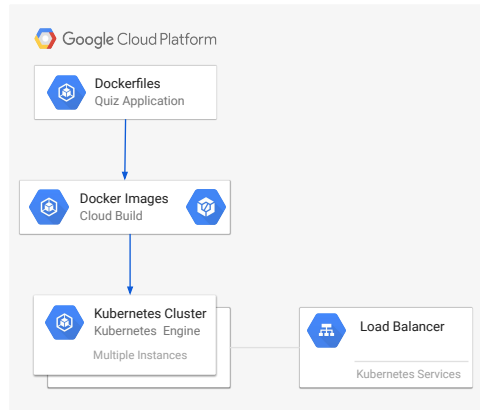 Google Cloud Platform
Dockerfiles
Quiz Application
Docker Images
Cloud Build
Kubernetes Cluster
Kubernetes Engine
Multiple Instances
Load Balancer
Kubernetes Services